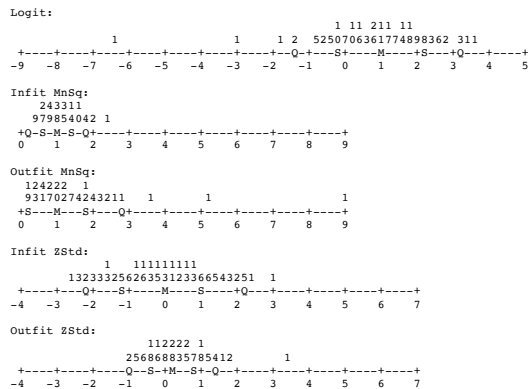 Logit:
1 11 211 11
1 1 1 2 5250706361774898362 311
+----+----+----+----+----+----+----+--Q-+----S----+M----+S---+Q---+----+
-9 -8 -7 -6 -5 -4 -3 -2 -1 0 1 2 3 4 5
Infit MnSq:
243311
979854042 1
+Q-S-M-S-Q+----+----+----+----+----+----+----+
0 1 2 3 4 5 6 7 8 9
Outfit MnSq:
124222 1
93170274243211 1 1 1
+S---M---S+---Q+----+----+----+----+----+----+
0 1 2 3 4 5 6 7 8 9
Infit ZStd:
1 111111111
13233325626353123366543251 1
+----+---Q+---S+----M----S----+Q---+----+----+----+----+
-4 -3 -2 -1 0 1 2 3 4 5 6 7
Outfit ZStd:
112222 1
256868835785412 1
+----+----+----Q--S-+M--S+-Q--+----+----+----+----+----+
-4 -3 -2 -1 0 1 2 3 4 5 6 7